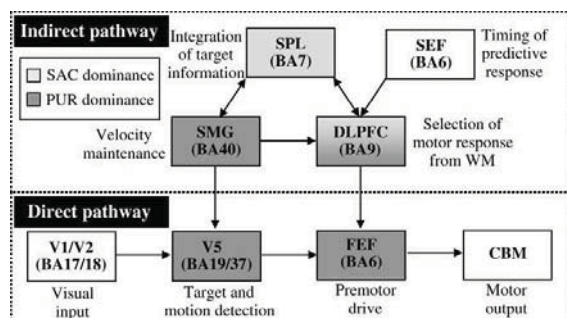 Indirect pathway
SAC dominance
PUR dominance
Integration
of target
information
SPL
(BA7)
SEF
(BA6)
Timing of
predictive
response
Velocity
maintenance
SMG
(BA40)
DLPFC
(BA9)
Selection of
motor response
from WM
Direct pathway
V1/V2
(BA17/18)
V5
(BA19/37)
FEF
(BA6)
CBM
Visual
input
Target and
motion detection
Premotor
drive
Motor
output